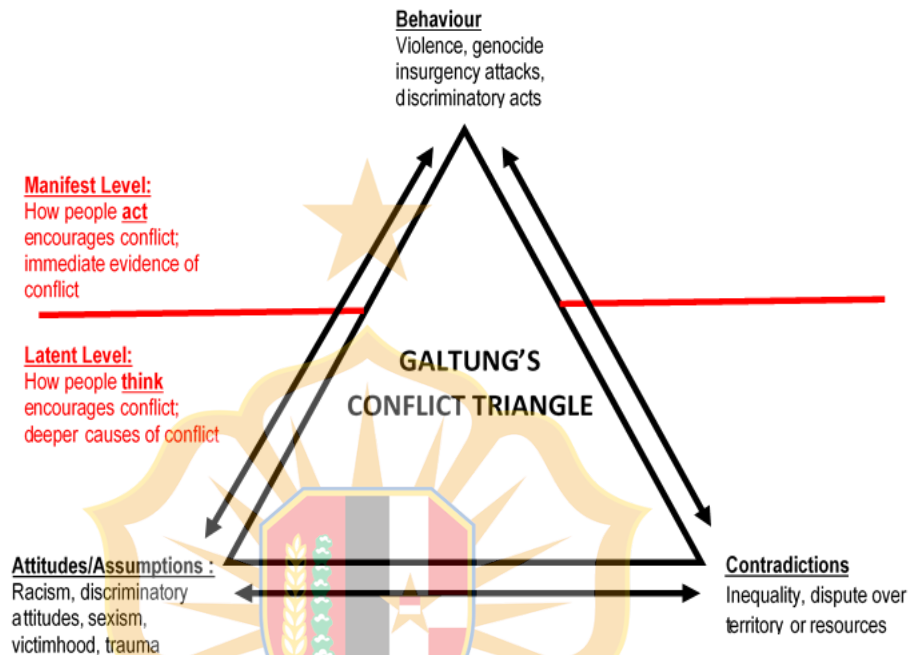 Behaviour
Violence, genocide
insurgency attacks,
discriminatory acts
Manifest Level:
How people act
encourages conflict;
immediate evidence of
conflict
Latent Level:
How people think
encourages conflict;
deeper causes of conflict
GALTUNG'S
CONFLICT TRIANGLE
Attitudes/Assumptions :
Racism, discriminatory
attitudes, sexism,
victimhood, trauma
Contradictions
Inequality, dispute over
territory or resources